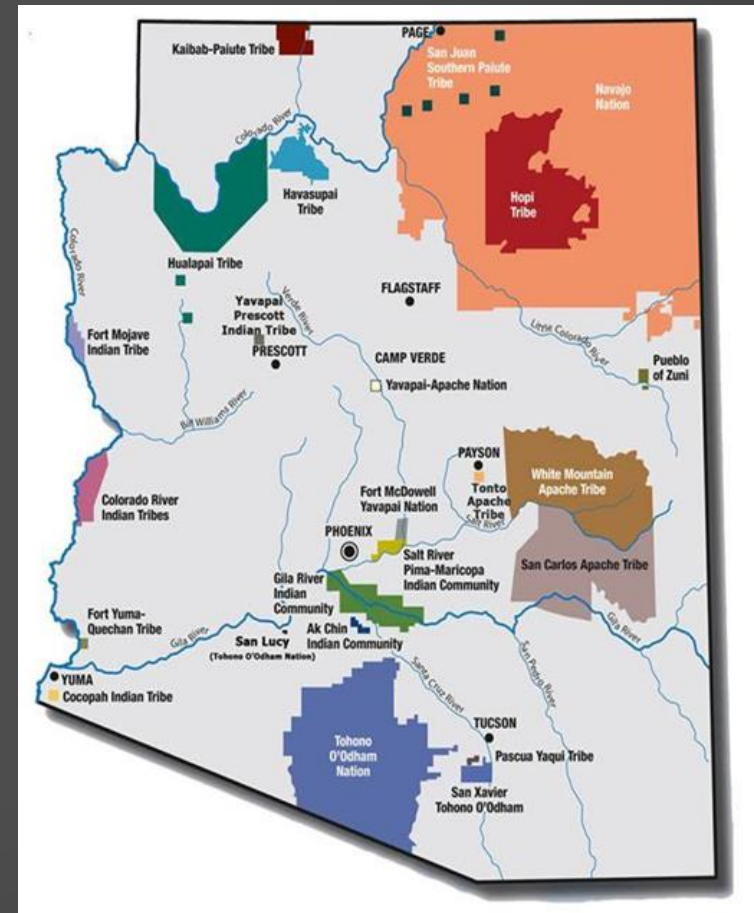 PAGE
Kaibab-Paiute Tribe
San Juan
Southern Paiute
Tribe
Navajo
Nation
Colorado River
Havasupai
Tribe
Hopi
Tribe
Hualapai Tribe
Colorado River
Yavapai
Prescott
Indian Tribe
Verde River
FLAGSTAFF
Fort Mojave
Indian Tribe
PRESCOTT
CAMP VERDE
Yavapai-Apache Nation
Little Colorado River
Pueblo
of Zuni
Bill Williams River
PAYSON
Tonto
Apache
Tribe
White Mountain
Apache Tribe
Colorado River
Indian Tribes
Fort McDowell
Yavapai Nation
Salt River
PHOENIX
Salt River
Pima-Maricopa
Indian Community
San Carlos Apache Tribe
Gila River
Indian
Community
Fort Yuma-
Quechan Tribe
Gila River
San Lucy
(Tohono O'Odham Nation)
Ak Chin
Indian Community
Gila River
YUMA
Cocopah Indian Tribe
Santa Cruz River
San Pedro River
TUCSON
Tohono
O'Odham
Nation
Pascua Yaqui Tribe
San Xavier
Tohono O'Odham